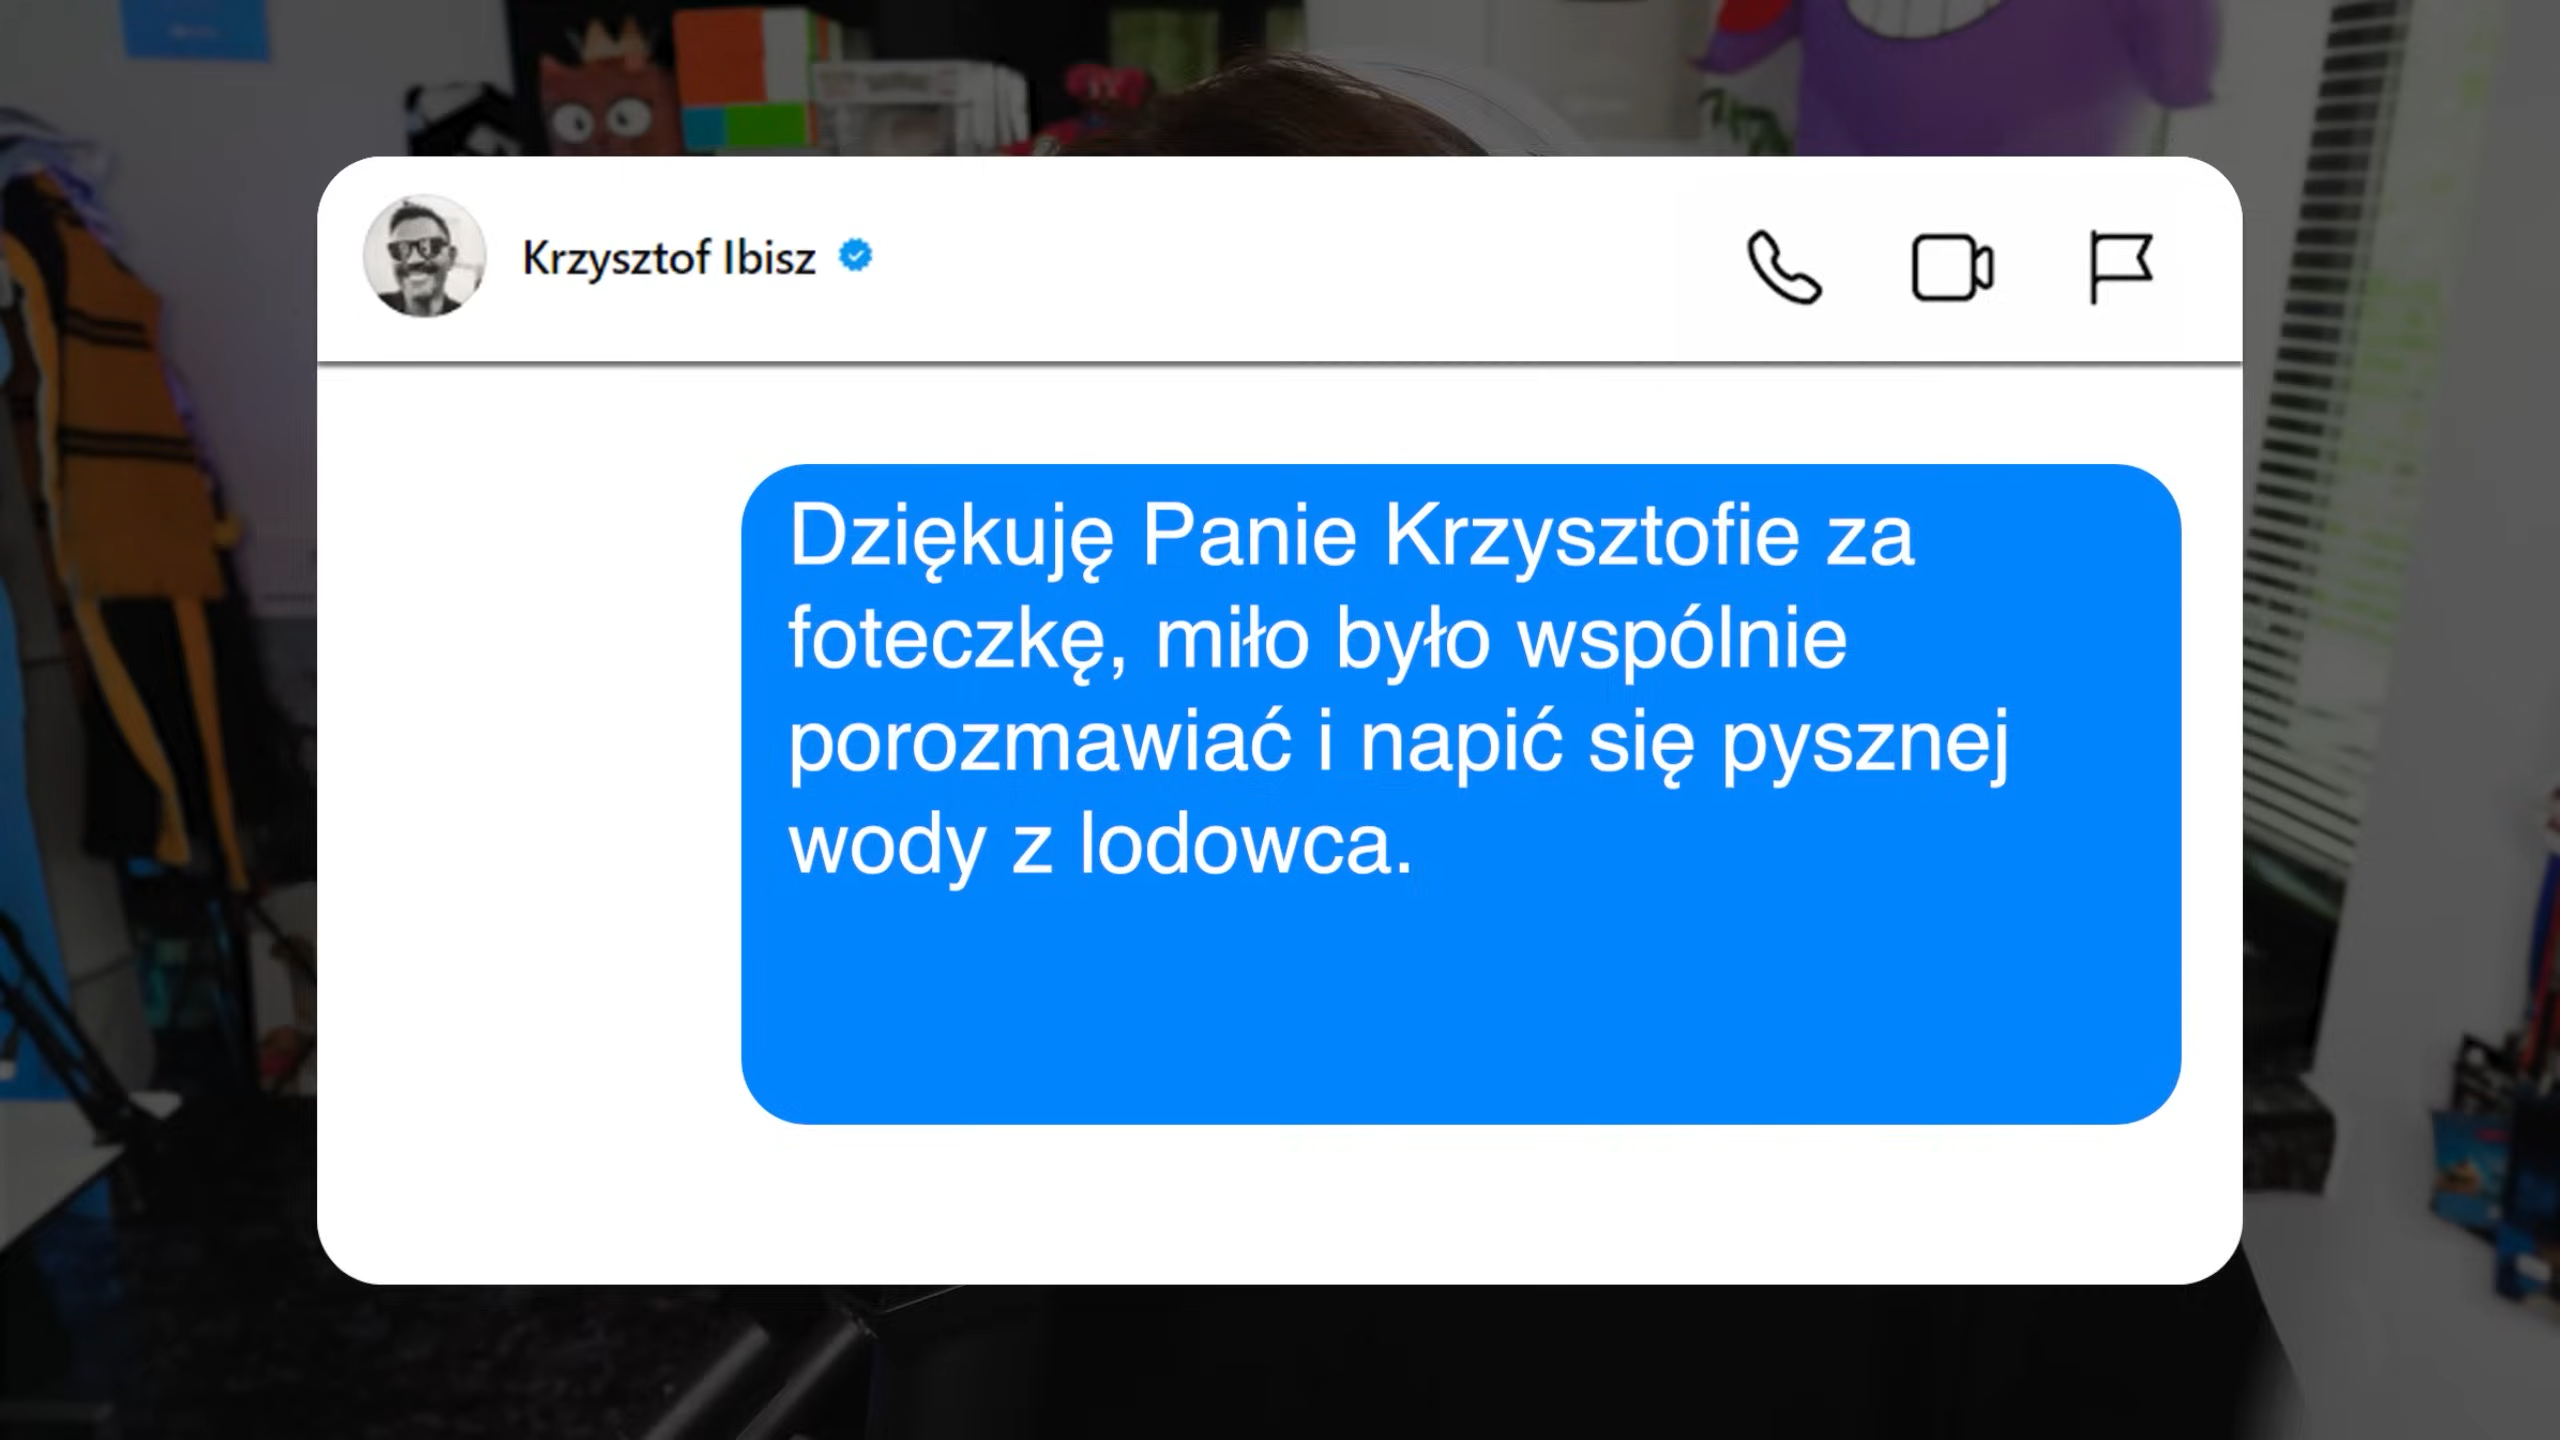 Krzysztof Ibisz
Dziękuję Panie Krzysztofie za
foteczkę, miło było wspólnie
porozmawiać i napić się pysznej
wody z lodowca.